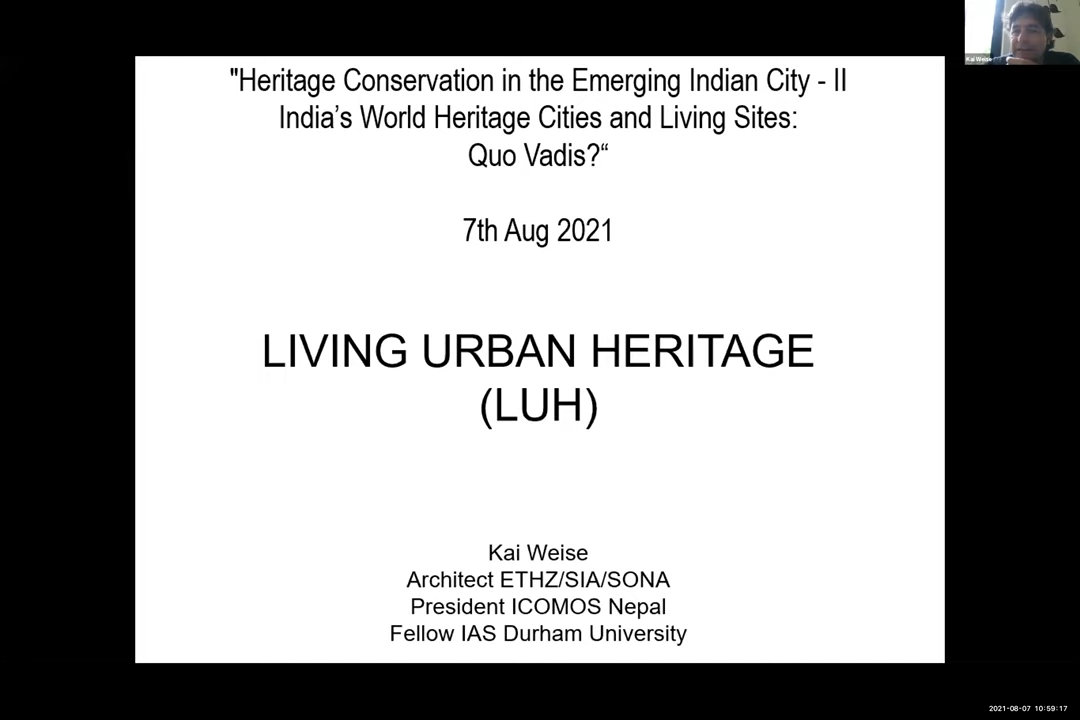 "Heritage Conservation in the Emerging Indian City - II
India’s World Heritage Cities and Living Sites:
Quo Vadis?“
7th Aug 2021
LIVING URBAN HERITAGE
(LUH)
Kai Weise
Architect ETHZ/SIA/SONA
President ICOMOS Nepal
Fellow IAS Durham University
Kai Weise
2021-08-07 10:59:17